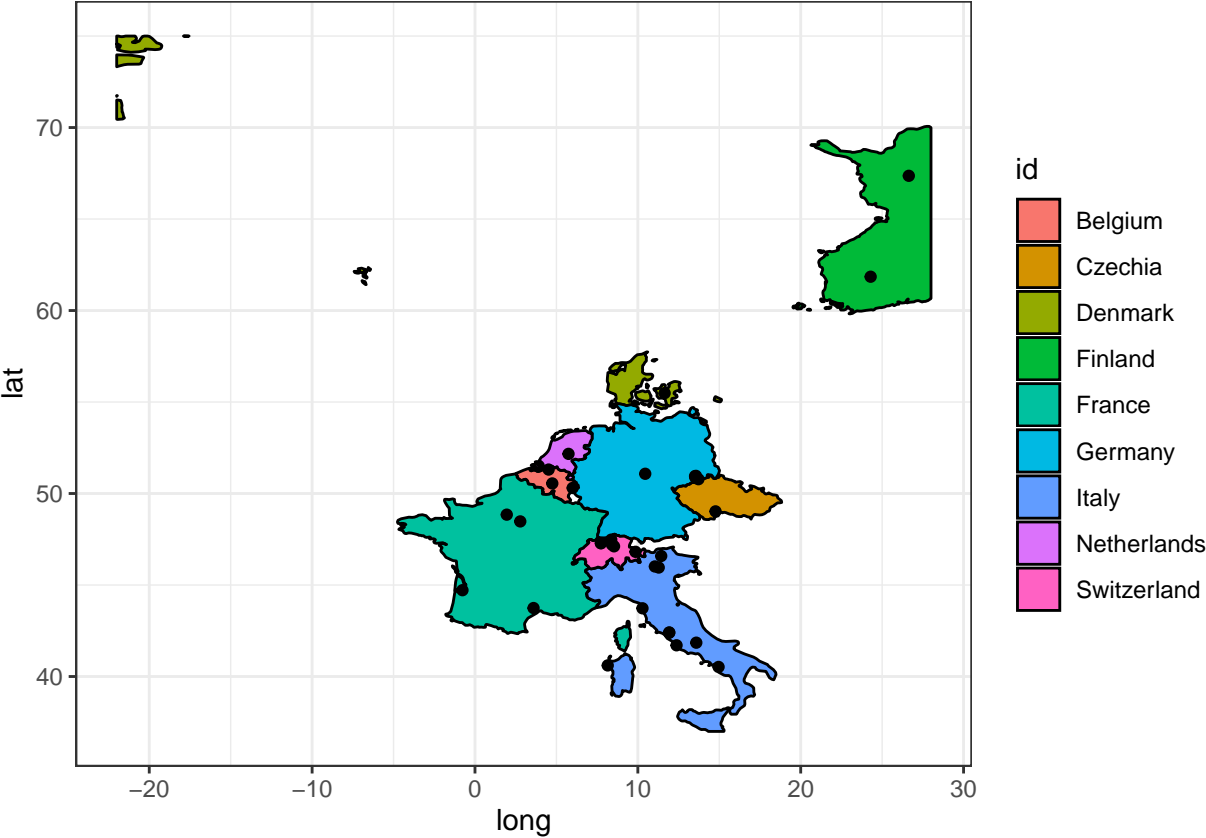 70
60
50
40
lat
−20
−10
0
10
20
30
long
id
Belgium
Czechia
Denmark
Finland
France
Germany
Italy
Netherlands
Switzerland